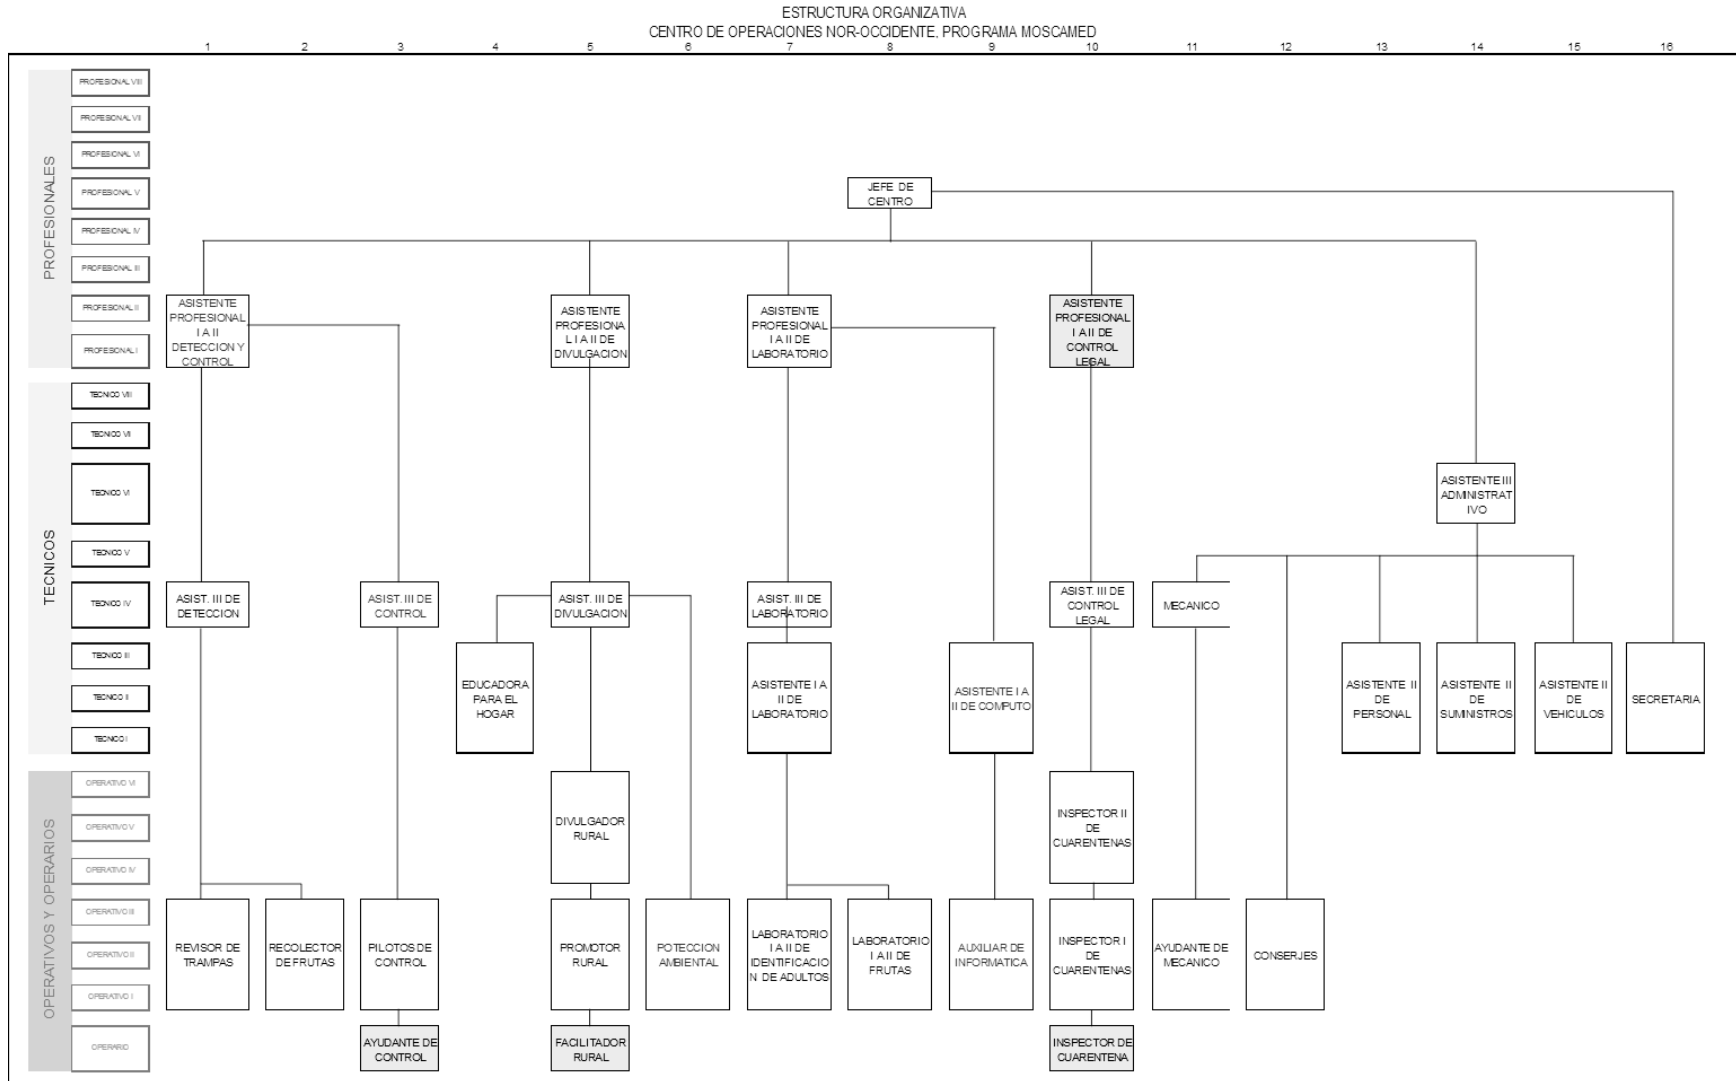 ESTRUCTURA ORGANIZATIVA
CENTRO DE OPERACIONES NOR-OCCIDENTE, PROGRAMA MOSCAMED
1 2 3 4 5 6 7 8 9 10 11 12 13 14 15 16
PROFESIONALES
PROFESIONAL VIII
PROFESIONAL VII
PROFESIONAL VI
PROFESIONAL V
PROFESIONAL IV
PROFESIONAL III
PROFESIONAL II
PROFESIONAL I
TECNICOS
TECNICO VIII
TECNICO VII
TECNICO VI
TECNICO V
TECNICO IV
TECNICO III
TECNICO II
TECNICO I
OPERATIVOS Y OPERARIOS
OPERATIVO VI
OPERATIVO V
OPERATIVO IV
OPERATIVO III
OPERATIVO II
OPERATIVO I
OPERARIO
JEFE DE
CENTRO
ASISTENTE
PROFESIONAL
I A II
DETECCION Y
CONTROL
ASISTENTE
PROFESIONA
L I A II DE
DIVULGACION
ASISTENTE
PROFESIONAL
I A II DE
LABORATORIO
ASISTENTE
PROFESIONAL
I A II DE
CONTROL
LEGAL
ASISTENTE III
ADMINISTRAT
IVO
ASIST. III DE
DETECCION
ASIST. III DE
CONTROL
ASIST. III DE
DIVULGACION
ASIST. III DE
LABORATORIO
ASIST. III DE
CONTROL
LEGAL
MECANICO
EDUCADORA
PARA EL
HOGAR
ASISTENTE I A
II DE
LABORATORIO
ASISTENTE I A
II DE COMPUTO
ASISTENTE II
DE
PERSONAL
ASISTENTE II
DE
SUMINISTROS
ASISTENTE II
DE
VEHICULOS
SECRETARIA
DIVULGADOR
RURAL
INSPECTOR II
DE
CUARENTENAS
REVISOR DE
TRAMPAS
RECOLECTOR
DE FRUTAS
PILOTOS DE
CONTROL
PROMOTOR
RURAL
POTECCION
AMBIENTAL
LABORATORIO
I A II DE
IDENTIFICACIO
N DE ADULTOS
LABORATORIO
I A II DE
FRUTAS
AUXILIAR DE
INFORMATICA
INSPECTOR I
DE
CUARENTENAS
AYUDANTE DE
MECANICO
CONSERJES
AYUDANTE DE
CONTROL
FACILITADOR
RURAL
INSPECTOR DE
CUARENTENA